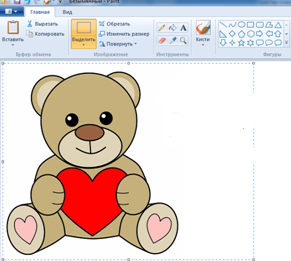 Безымянный - Paint
Главная Вид
Вставить
Вырезать
Копировать
Выделить
Обрезать
Изменить размер
Повернуть
Кисти
Буфер обмена Изображение Инструменты Фигуры